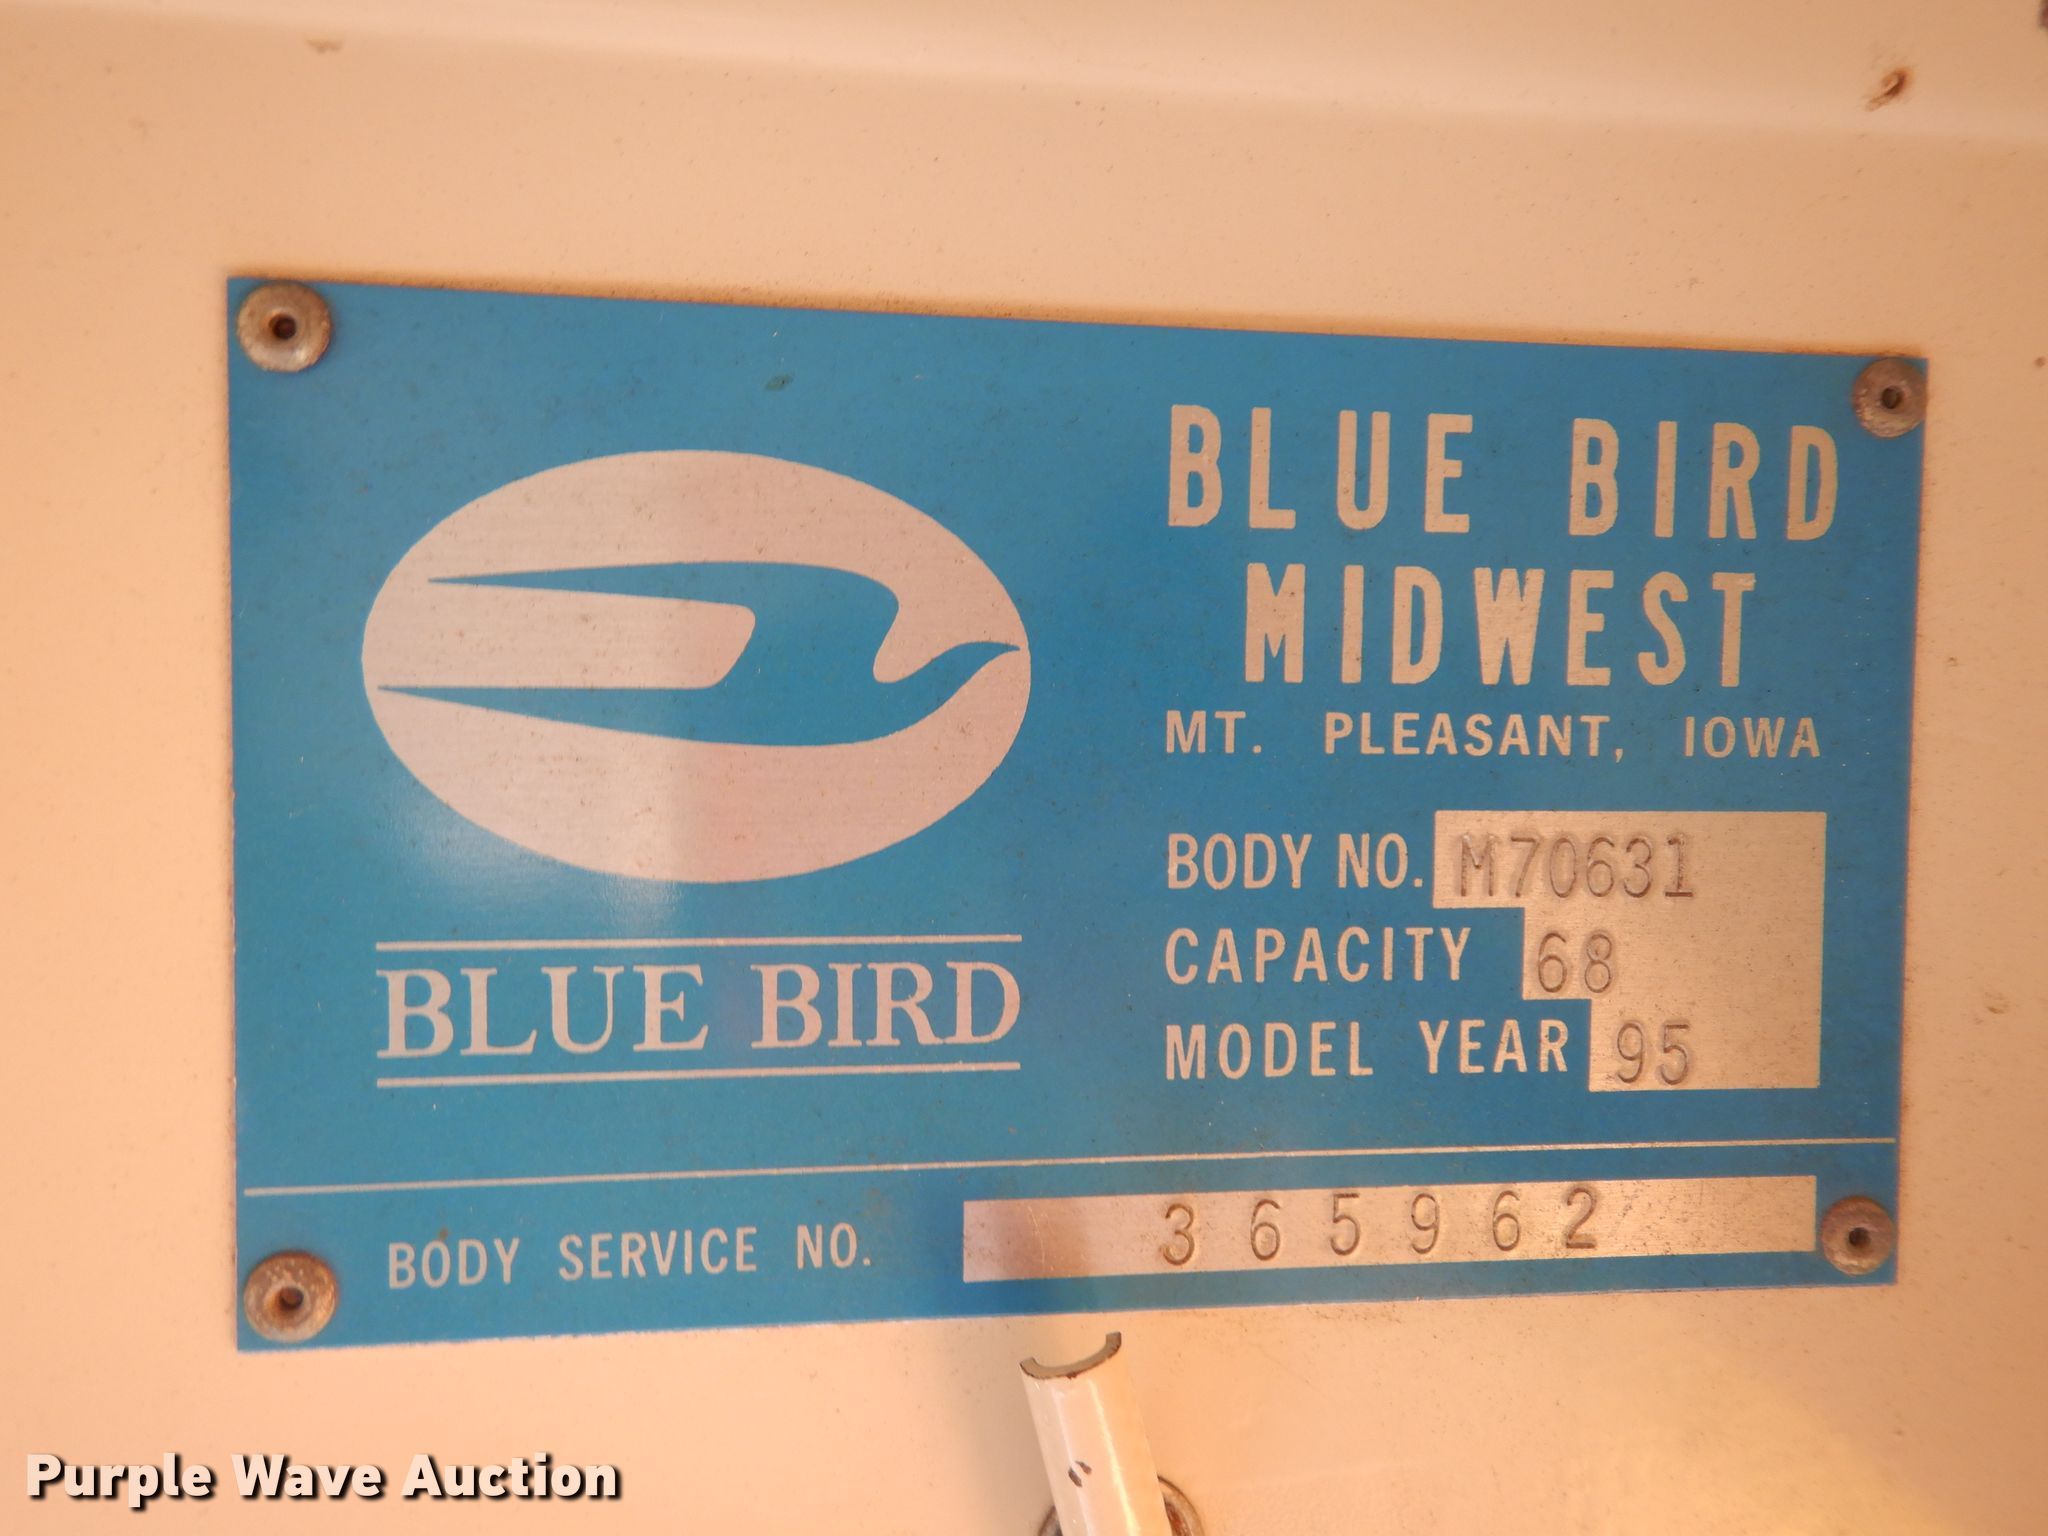 BLUE BIRD
MIDWEST
MT. PLEASANT, IOWA
BODY NO. M70631
CAPACITY 68
MODEL YEAR 95
BLUE BIRD
BODY SERVICE NO. 365962
Purple Wave Auction